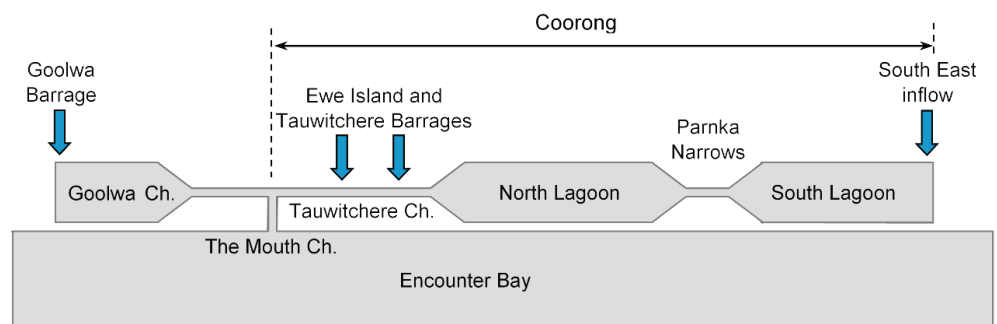 Coorong
Goolwa
Barrage
Ewe Island and
Tauwitchere Barrages
Parnka
Narrows
South East
inflow
Goolwa Ch.
Tauwitchere Ch.
North Lagoon
South Lagoon
The Mouth Ch.
Encounter Bay